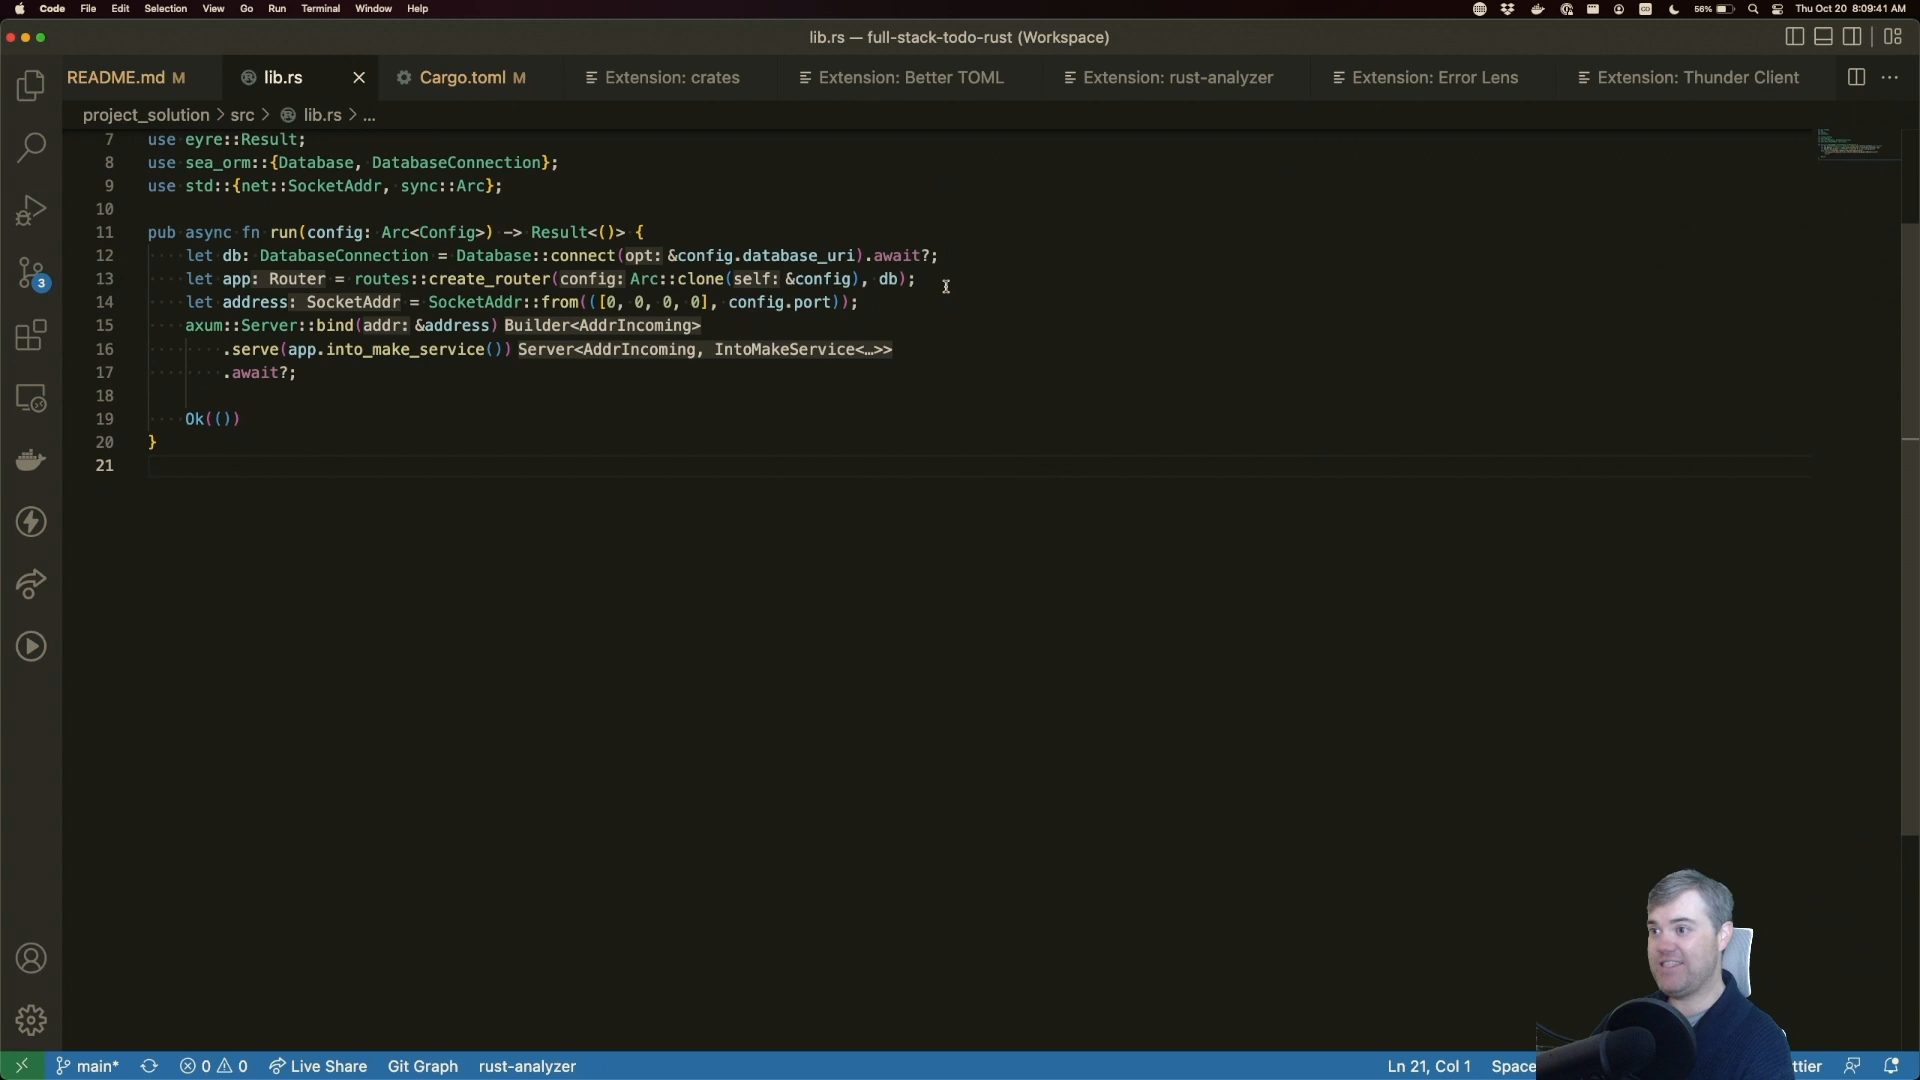 Code File Edit Selection View Go Run Terminal Window Help 56% Thu Oct 20 8:09:41 AM
lib.rs — full-stack-todo-rust (Workspace)
README.md M lib.rs Cargo.toml M Extension: crates Extension: Better TOML Extension: rust-analyzer Extension: Error Lens Extension: Thunder Client
project_solution > src > lib.rs > ...
7 use eyre::Result;
8 use sea_orm::{Database, DatabaseConnection};
9 use std::{net::SocketAddr, sync::Arc};
10
11 pub async fn run(config: Arc<Config>) -> Result<()> {
12 let db: DatabaseConnection = Database::connect(opt: &config.database_uri).await?;
13 let app: Router = routes::create_router(config: Arc::clone(self: &config), db);
14 let address: SocketAddr = SocketAddr::from(([0, 0, 0, 0], config.port));
15 axum::Server::bind(addr: &address) Builder<AddrIncoming>
16 .serve(app.into_make_service()) Server<AddrIncoming, IntoMakeService<…>>
17 .await?;
18
19 Ok(())
20 }
21
3
main* 0 0 Live Share Git Graph rust-analyzer Ln 21, Col 1 Space ttier